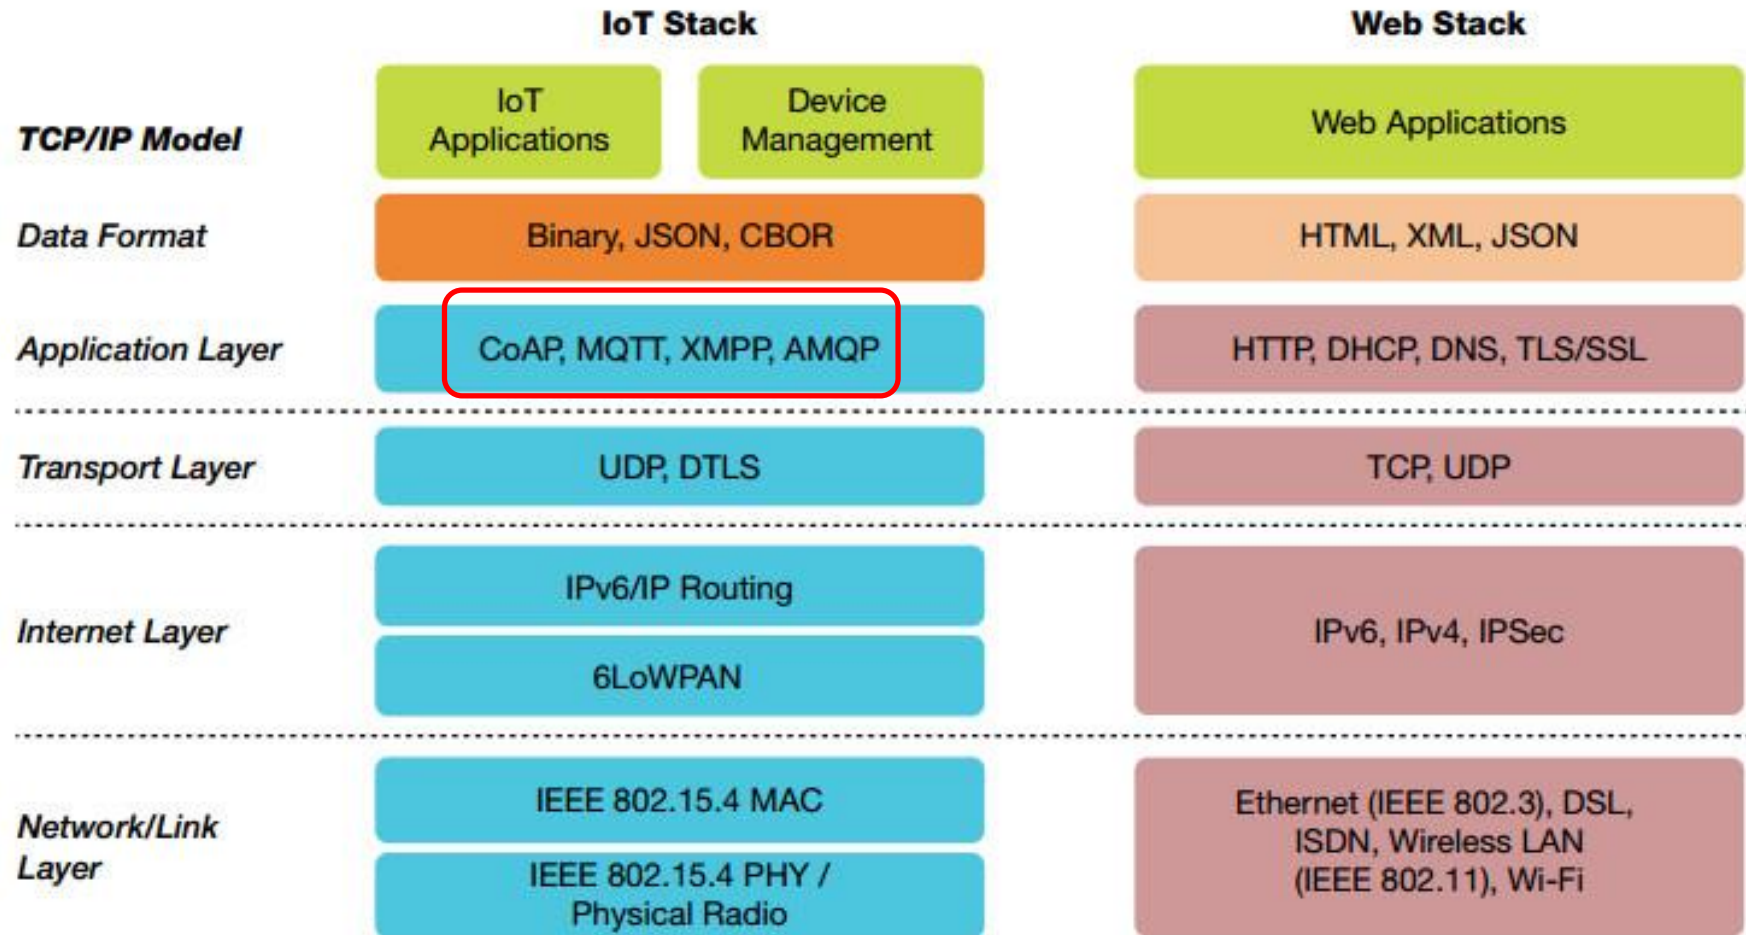 IoT Stack
Web Stack
TCP/IP Model
IoT
Applications
Device
Management
Web Applications
Data Format
Binary, JSON, CBOR
HTML, XML, JSON
Application Layer
CoAP, MQTT, XMPP, AMQP
HTTP, DHCP, DNS, TLS/SSL
Transport Layer
UDP, DTLS
TCP, UDP
Internet Layer
IPv6/IP Routing
6LoWPAN
IPv6, IPv4, IPSec
Network/Link
Layer
IEEE 802.15.4 MAC
IEEE 802.15.4 PHY /
Physical Radio
Ethernet (IEEE 802.3), DSL,
ISDN, Wireless LAN
(IEEE 802.11), Wi-Fi